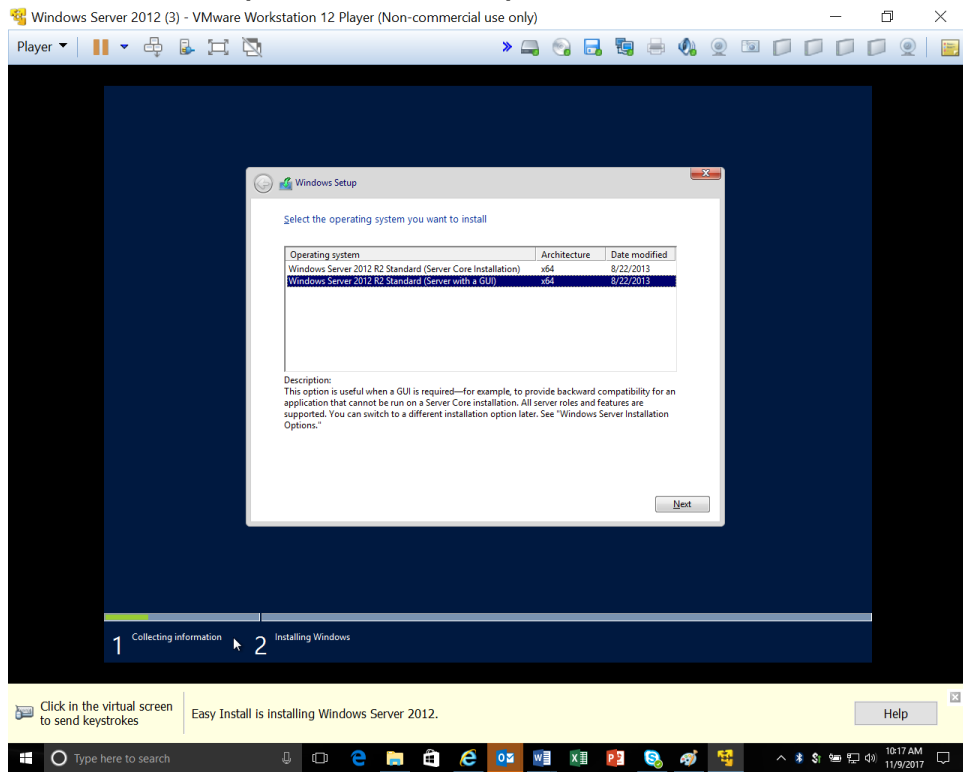 Windows Server 2012 (3) - VMware Workstation 12 Player (Non-commercial use only)
Player
Windows Setup
Select the operating system you want to install
Operating system Architecture Date modified
Windows Server 2012 R2 Standard (Server Core Installation) x64 8/22/2013
Windows Server 2012 R2 Standard (Server with a GUI) x64 8/22/2013
Description:
This option is useful when a GUI is required—for example, to provide backward compatibility for an
application that cannot be run on a Server Core installation. All server roles and features are
supported. You can switch to a different installation option later. See "Windows Server Installation
Options."
Next
1 Collecting information 2 Installing Windows
Click in the virtual screen
to send keystrokes
Easy Install is installing Windows Server 2012.
Help
Type here to search
10:17 AM
11/9/2017